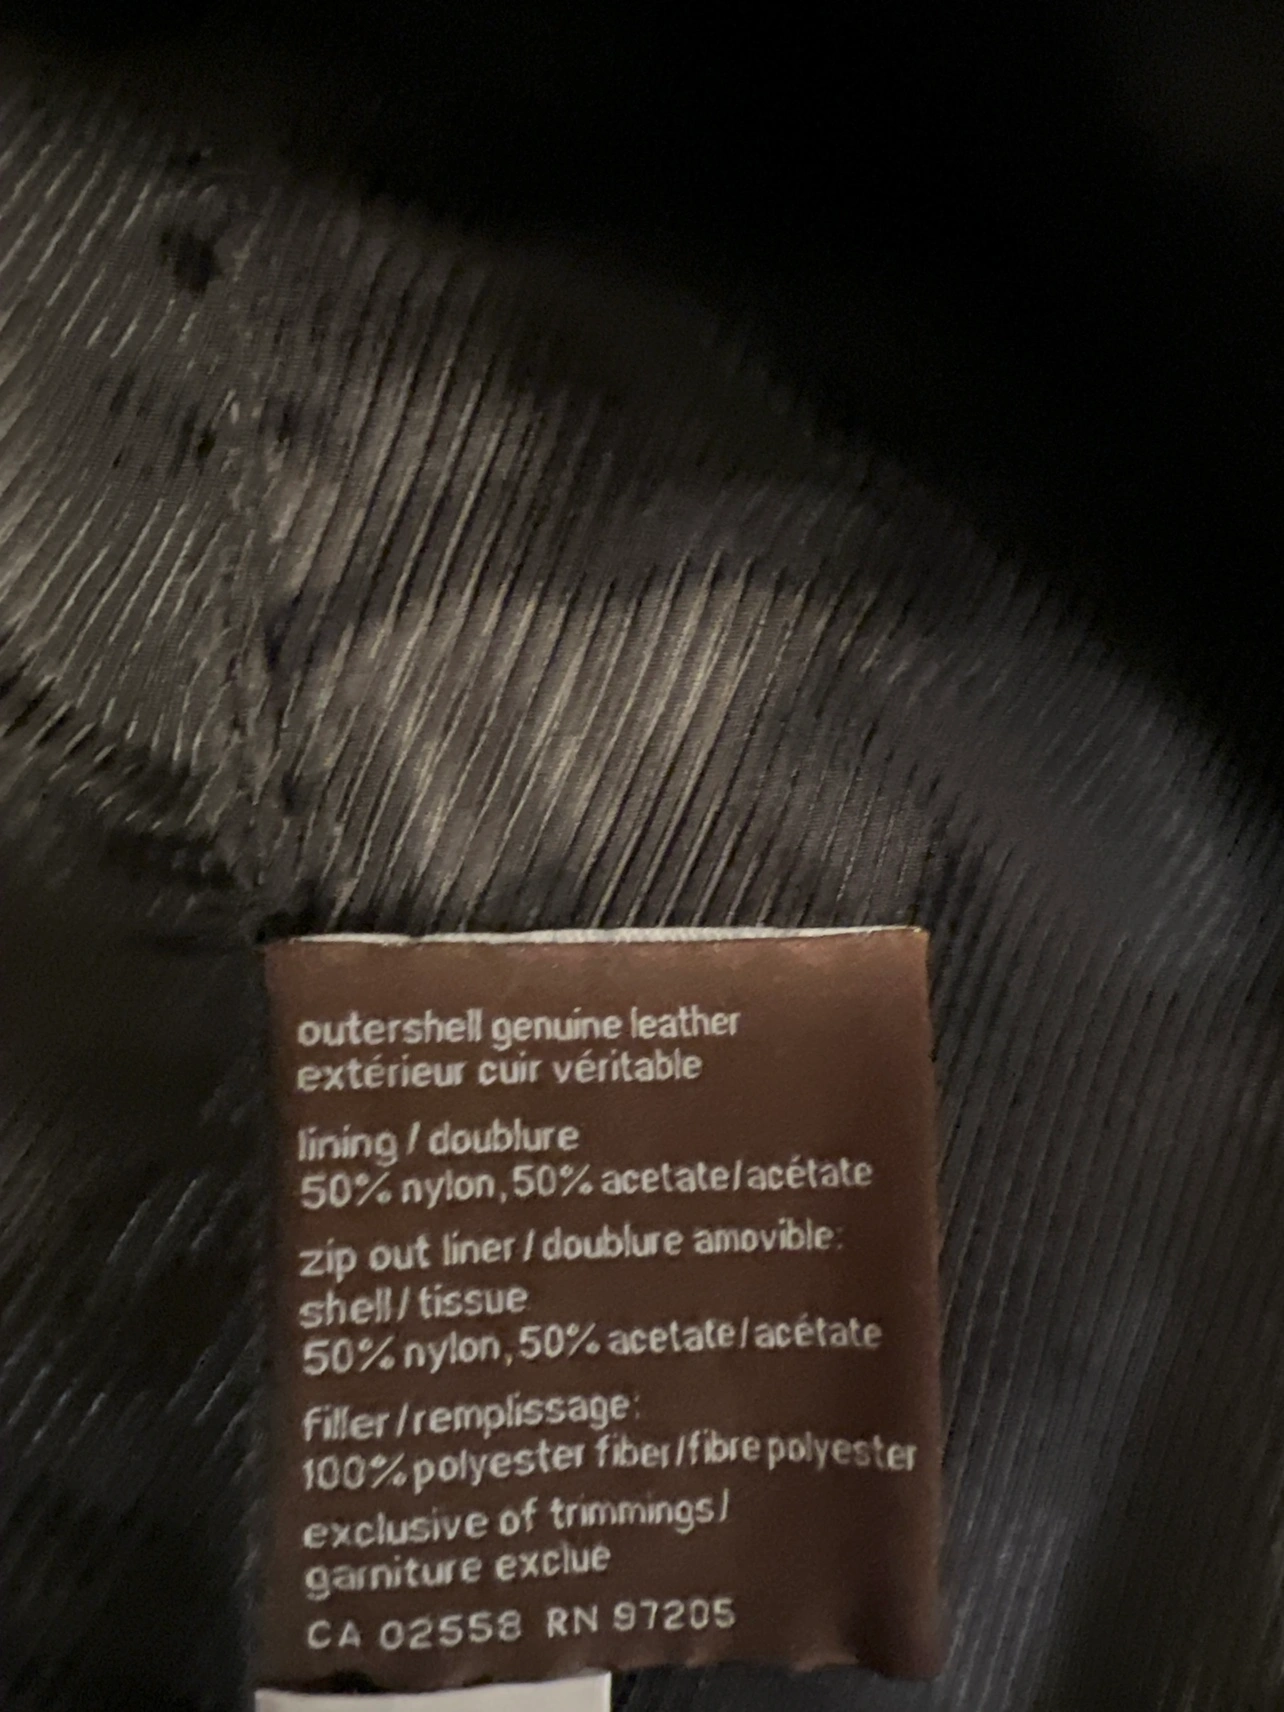 outershell genuine leather
extérieur cuir véritable
lining / doublure
50% nylon, 50% acetate/acétate
zip out liner / doublure amovible:
shell / tissue
50% nylon, 50% acetate/acétate
filler / remplissage:
100% polyester fiber/fibre polyester
exclusive of trimmings/
garniture exclue
CA 02558 RN 97205